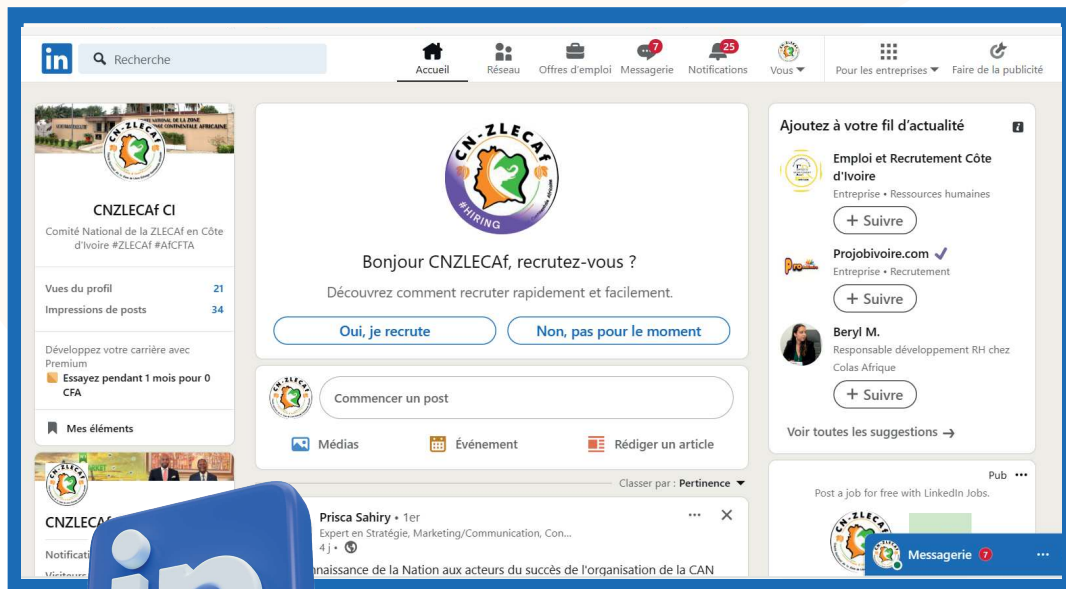 in
Recherche
Accueil
Réseau
Offres d'emploi
7
Messagerie
25
Notifications
Vous
Pour les entreprises
Faire de la publicité
CN-ZLECAf
CNZLECAf CI
Comité National de la ZLECAf en Côte
d'Ivoire #ZLECAf #AfCFTA
Vues du profil 21
Impressions de posts 34
Développez votre carrière avec
Premium
Essayez pendant 1 mois pour 0
CFA
Mes éléments
CN-ZLECAf
#HIRING
Bonjour CNZLECAf, recrutez-vous ?
Découvrez comment recruter rapidement et facilement.
Oui, je recrute
Non, pas pour le moment
Commencer un post
Médias
Événement
Rédiger un article
Classer par : Pertinence
Prisca Sahiry • 1er
Expert en Stratégie, Marketing/Communication, Con...
4 j •
naissance de la Nation aux acteurs du succès de l'organisation de la CAN
Ajoutez à votre fil d'actualité
Emploi et Recrutement Côte
d'Ivoire
Entreprise • Ressources humaines
+ Suivre
Projobivoire.com
Entreprise • Recrutement
+ Suivre
Beryl M.
Responsable développement RH chez
Colas Afrique
+ Suivre
Voir toutes les suggestions →
Pub •••
Post a job for free with LinkedIn Jobs.
CN-ZLECAf
Messagerie 7 •••
CNZLECA
Notificati
in